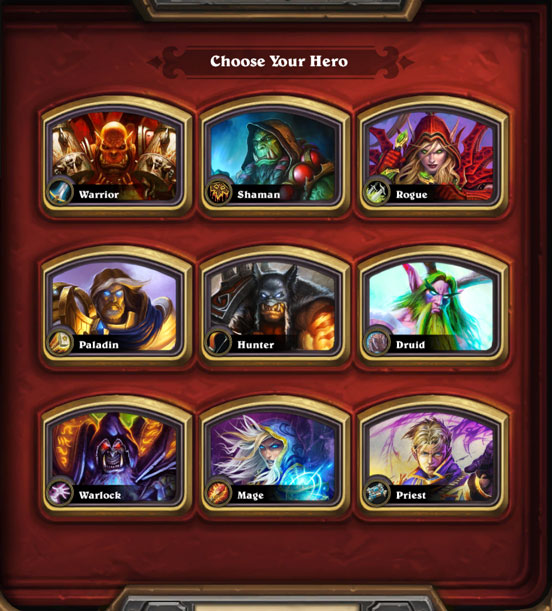 Choose Your Hero
Warrior
Shaman
Rogue
Paladin
Hunter
Druid
Warlock
Mage
Priest